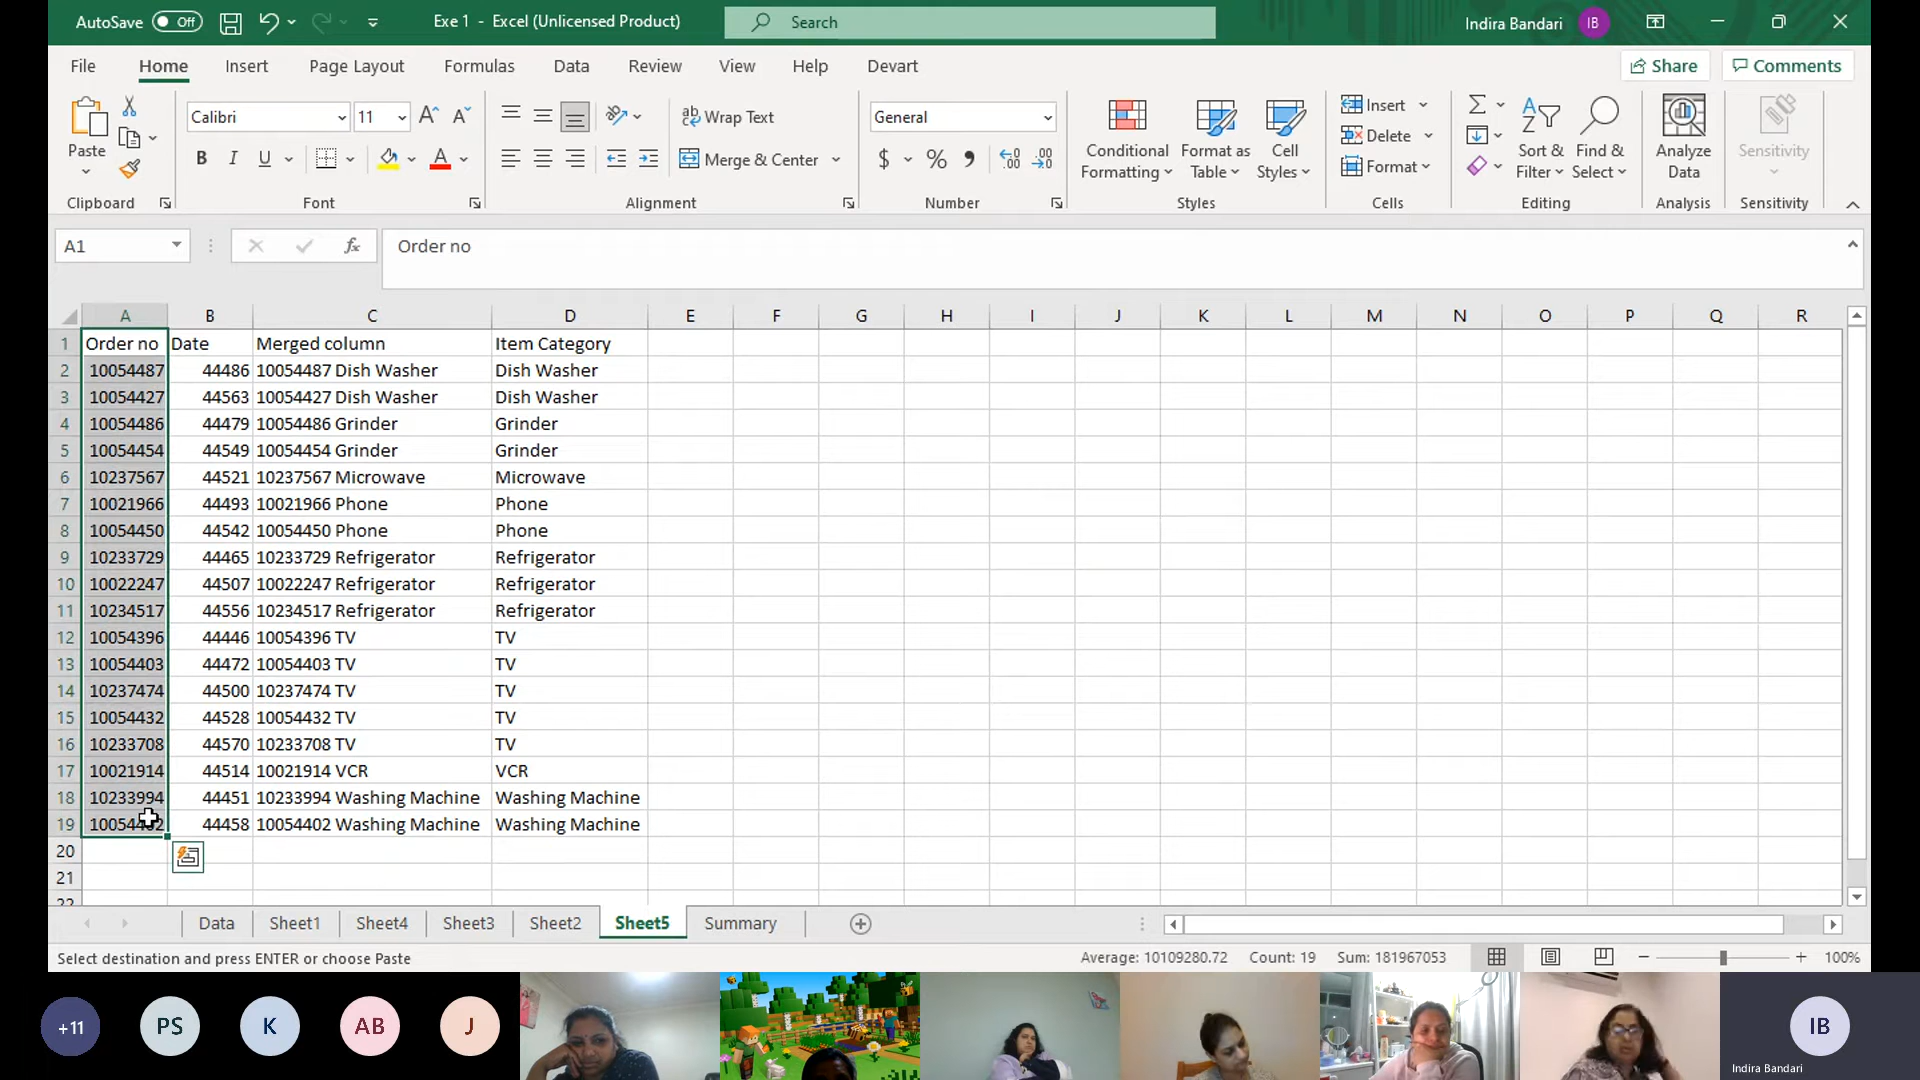 AutoSave Off Exe 1 - Excel (Unlicensed Product) Search Indira Bandari IB
File Home Insert Page Layout Formulas Data Review View Help Devart Share Comments
Calibri 11 Wrap Text General Insert
Paste Merge & Center Conditional Formatting Format as Table Cell Styles Delete Format Sort & Filter Find & Select Analyze Data Sensitivity
Clipboard Font Alignment Number Styles Cells Editing Analysis Sensitivity
A1 fx Order no
A B C D E F G H I J K L M N O P Q R
1 Order no Date Merged column Item Category
2 10054487 44486 10054487 Dish Washer Dish Washer
3 10054427 44563 10054427 Dish Washer Dish Washer
4 10054486 44479 10054486 Grinder Grinder
5 10054454 44549 10054454 Grinder Grinder
6 10237567 44521 10237567 Microwave Microwave
7 10021966 44493 10021966 Phone Phone
8 10054450 44542 10054450 Phone Phone
9 10233729 44465 10233729 Refrigerator Refrigerator
10 10022247 44507 10022247 Refrigerator Refrigerator
11 10234517 44556 10234517 Refrigerator Refrigerator
12 10054396 44446 10054396 TV TV
13 10054403 44472 10054403 TV TV
14 10237474 44500 10237474 TV TV
15 10054432 44528 10054432 TV TV
16 10233708 44570 10233708 TV TV
17 10021914 44514 10021914 VCR VCR
18 10233994 44451 10233994 Washing Machine Washing Machine
19 10054402 44458 10054402 Washing Machine Washing Machine
20
21
22
Data Sheet1 Sheet4 Sheet3 Sheet2 Sheet5 Summary
Select destination and press ENTER or choose Paste Average: 10109280.72 Count: 19 Sum: 181967053 100%
+11 PS K AB J IB
Indira Bandari